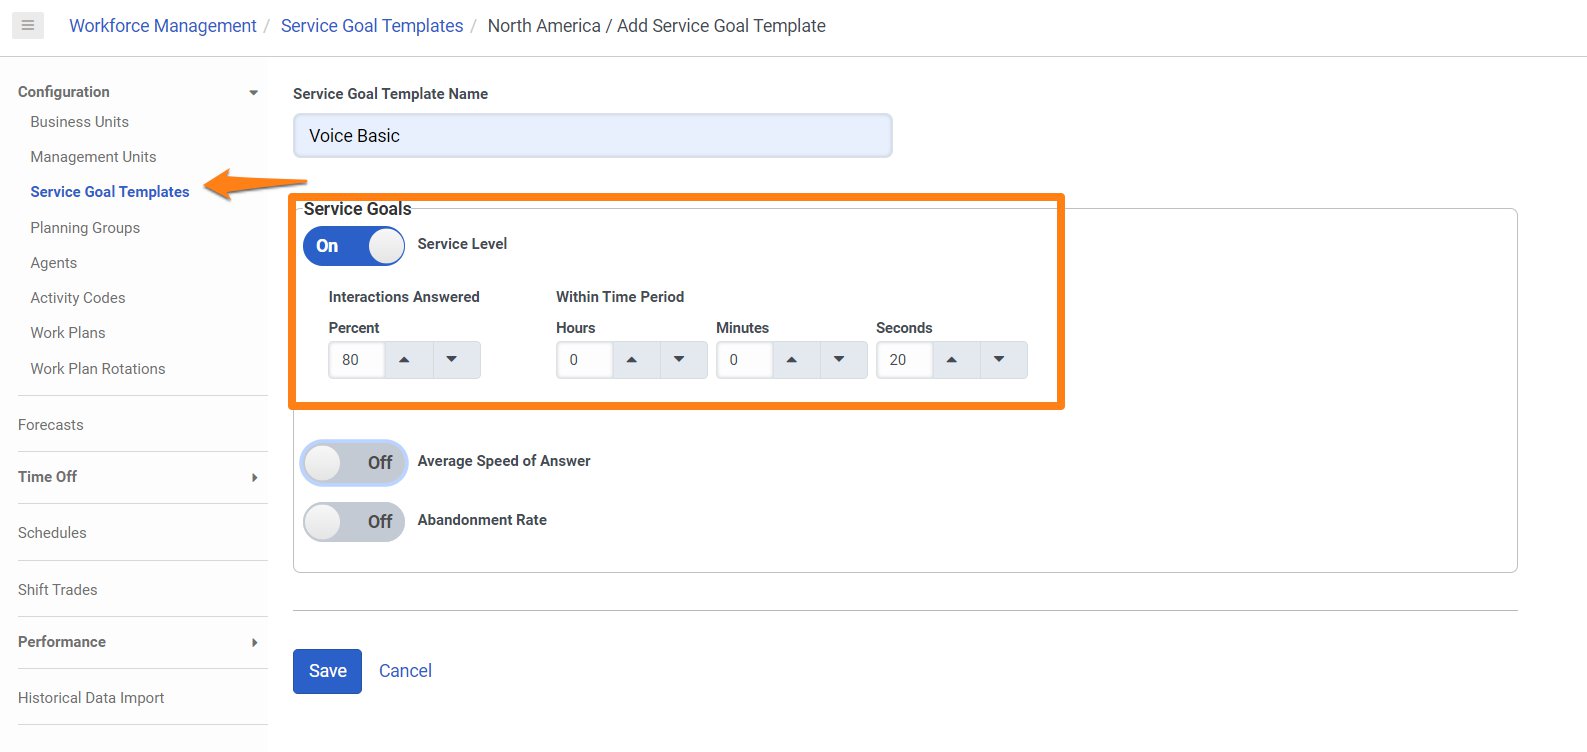 Workforce Management / Service Goal Templates / North America / Add Service Goal Template
Configuration
Business Units
Management Units
Service Goal Templates
Planning Groups
Agents
Activity Codes
Work Plans
Work Plan Rotations
Forecasts
Time Off
Schedules
Shift Trades
Performance
Historical Data Import
Service Goal Template Name
Voice Basic
Service Goals
On Service Level
Interactions Answered Within Time Period
Percent Hours Minutes Seconds
80 0 0 20
Off Average Speed of Answer
Off Abandonment Rate
Save Cancel